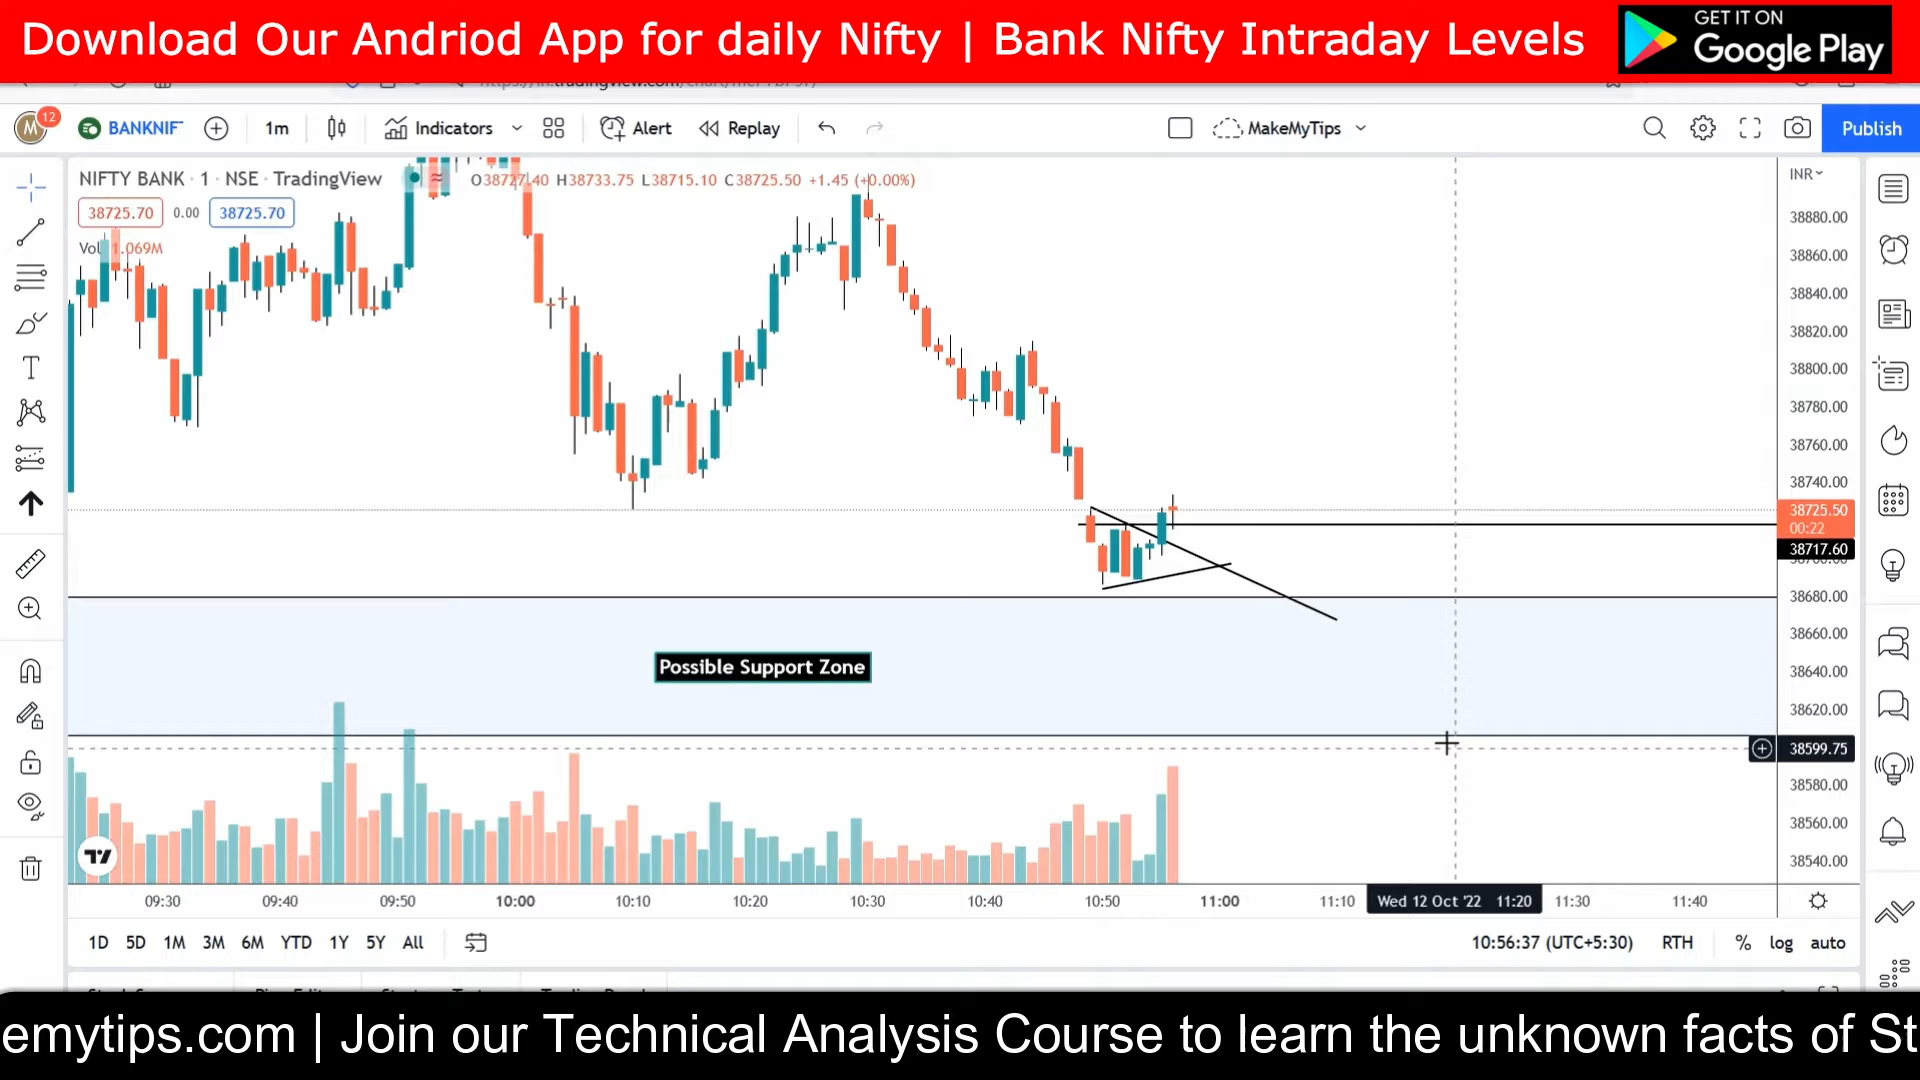 Download Our Andriod App for daily Nifty | Bank Nifty Intraday Levels
GET IT ON
Google Play
M
12
BANKNIF
1m
Indicators
Alert
Replay
MakeMyTips
Publish
NIFTY BANK · 1 · NSE · TradingView
O38727.40 H38733.75 L38715.10 C38725.50 +1.45 (+0.00%)
INR
38725.70 0.00 38725.70
Vol 1.069M
38880.00
38860.00
38840.00
38820.00
38800.00
38780.00
38760.00
38740.00
38725.50
00:22
38717.60
38680.00
38660.00
38640.00
38620.00
38599.75
38580.00
38560.00
38540.00
Possible Support Zone
09:30 09:40 09:50 10:00 10:10 10:20 10:30 10:40 10:50 11:00 11:10 Wed 12 Oct '22 11:20 11:30 11:40
1D 5D 1M 3M 6M YTD 1Y 5Y All
10:56:37 (UTC+5:30) RTH % log auto
emytips.com | Join our Technical Analysis Course to learn the unknown facts of St